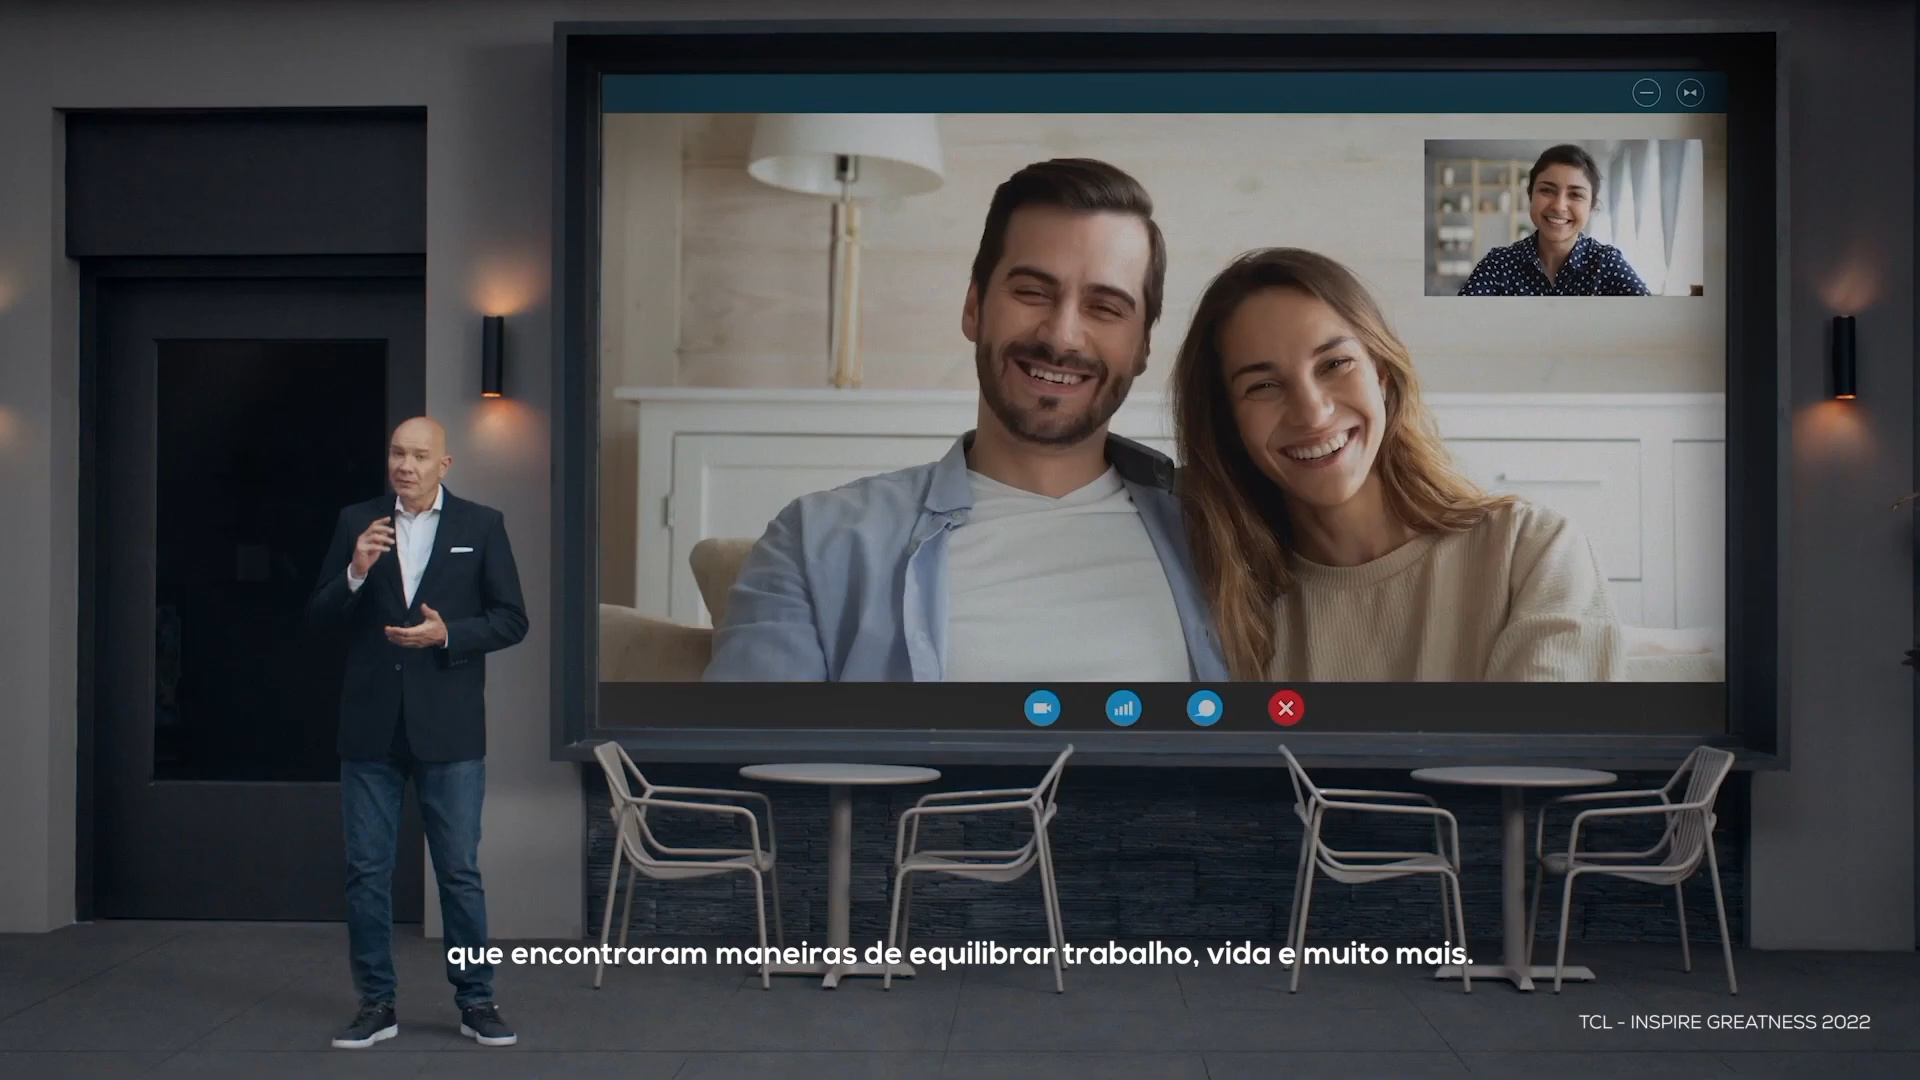 que encontraram maneiras de equilibrar trabalho, vida e muito mais.
TCL - INSPIRE GREATNESS 2022